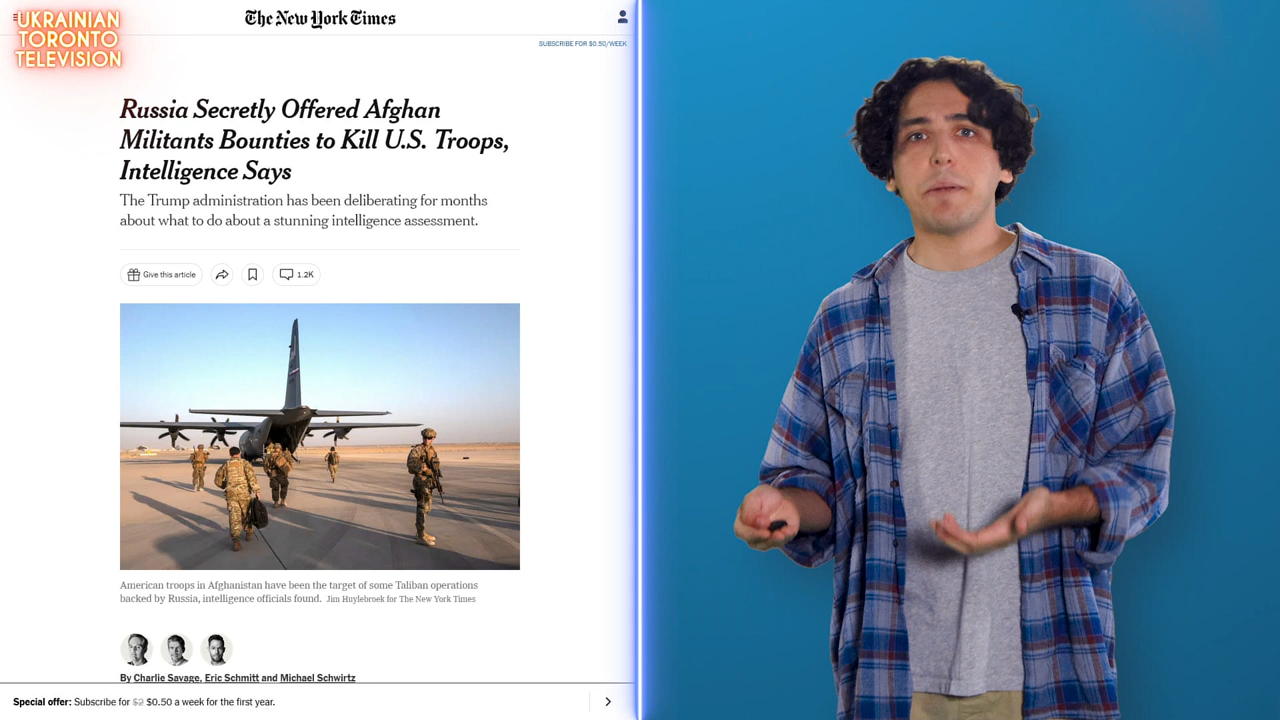 UKRAINIAN
TORONTO
TELEVISION
The New York Times
SUBSCRIBE FOR $0.50/WEEK
Russia Secretly Offered Afghan
Militants Bounties to Kill U.S. Troops,
Intelligence Says
The Trump administration has been deliberating for months
about what to do about a stunning intelligence assessment.
Give this article
1.2K
American troops in Afghanistan have been the target of some Taliban operations
backed by Russia, intelligence officials found. Jim Huylebroek for The New York Times
By Charlie Savage, Eric Schmitt and Michael Schwirtz
Special offer: Subscribe for $2 $0.50 a week for the first year.